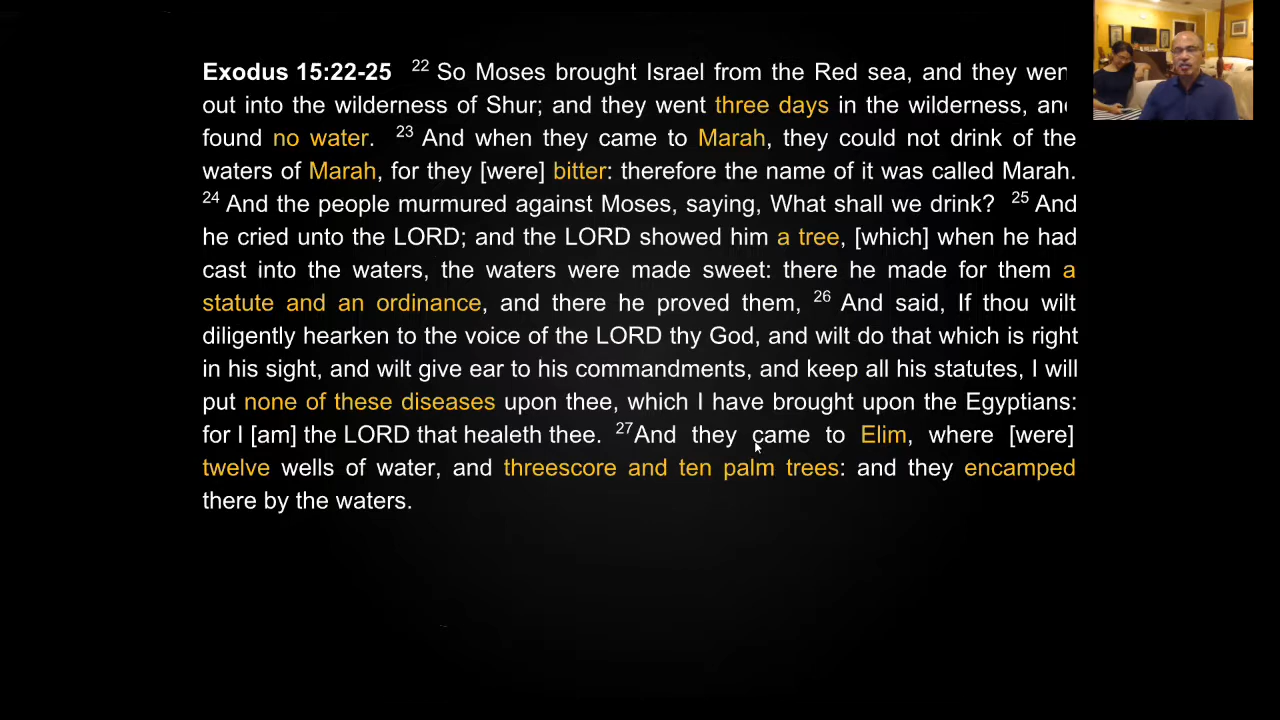 Exodus 15:22-25 22 So Moses brought Israel from the Red sea, and they wen
out into the wilderness of Shur; and they went three days in the wilderness, and
found no water. 23 And when they came to Marah, they could not drink of the
waters of Marah, for they [were] bitter: therefore the name of it was called Marah.
24 And the people murmured against Moses, saying, What shall we drink? 25 And
he cried unto the LORD; and the LORD showed him a tree, [which] when he had
cast into the waters, the waters were made sweet: there he made for them a
statute and an ordinance, and there he proved them, 26 And said, If thou wilt
diligently hearken to the voice of the LORD thy God, and wilt do that which is right
in his sight, and wilt give ear to his commandments, and keep all his statutes, I will
put none of these diseases upon thee, which I have brought upon the Egyptians:
for I [am] the LORD that healeth thee. 27And they came to Elim, where [were]
twelve wells of water, and threescore and ten palm trees: and they encamped
there by the waters.